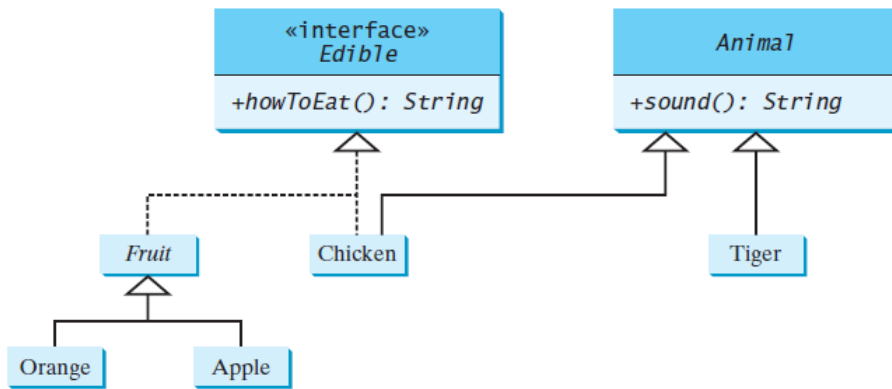 «interface»
Edible
Animal
+howToEat(): String
+sound(): String
Fruit
Chicken
Tiger
Orange
Apple